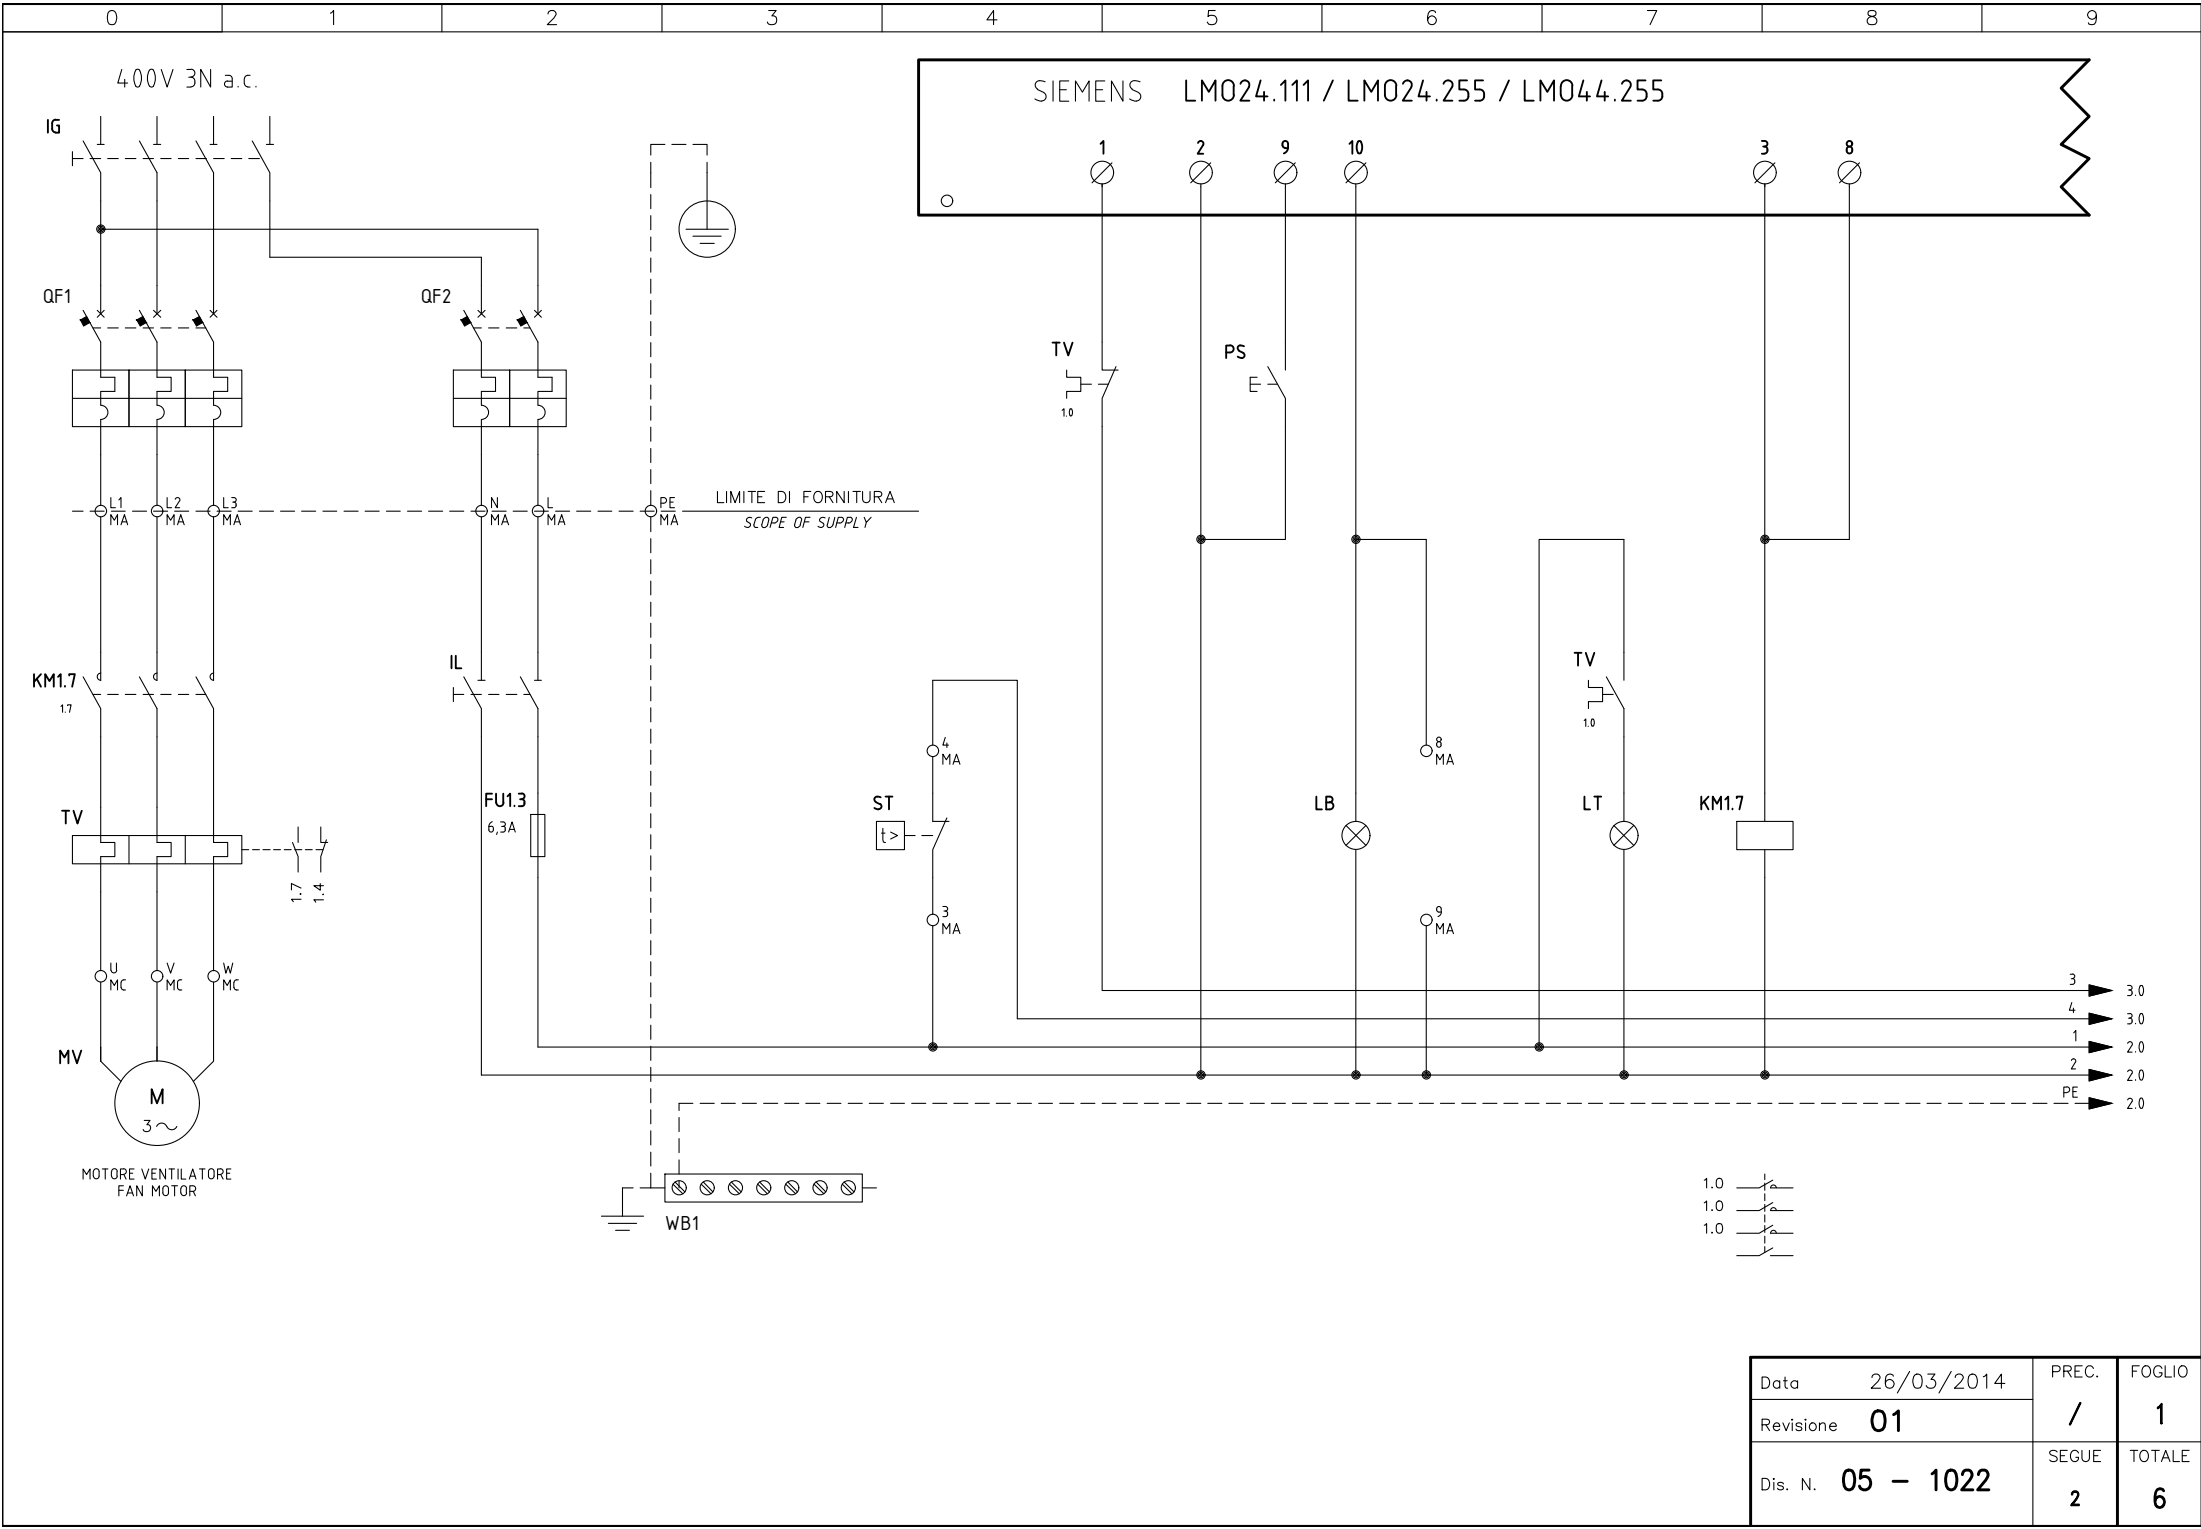 0 1 2 3 4 5 6 7 8 9
400V 3N a.c.
SIEMENS LMO24.111 / LMO24.255 / LMO44.255
IG
1 2 9 10 3 8
QF1
QF2
TV
1.0
PS
L1
MA
L2
MA
L3
MA
N
MA
L
MA
PE
MA
LIMITE DI FORNITURA
SCOPE OF SUPPLY
KM1.7
1.7
IL
TV
1.0
4
MA
8
MA
TV
FU1.3
6,3A
ST
t>
LB
LT
KM1.7
1.7
1.4
3
MA
9
MA
U
MC
V
MC
W
MC
3 3.0
4 3.0
1 2.0
2 2.0
PE 2.0
MV
M
3~
MOTORE VENTILATORE
FAN MOTOR
WB1
1.0
1.0
1.0
Data 26/03/2014
Revisione 01
Dis. N. 05 - 1022
PREC.
/
SEGUE
2
FOGLIO
1
TOTALE
6